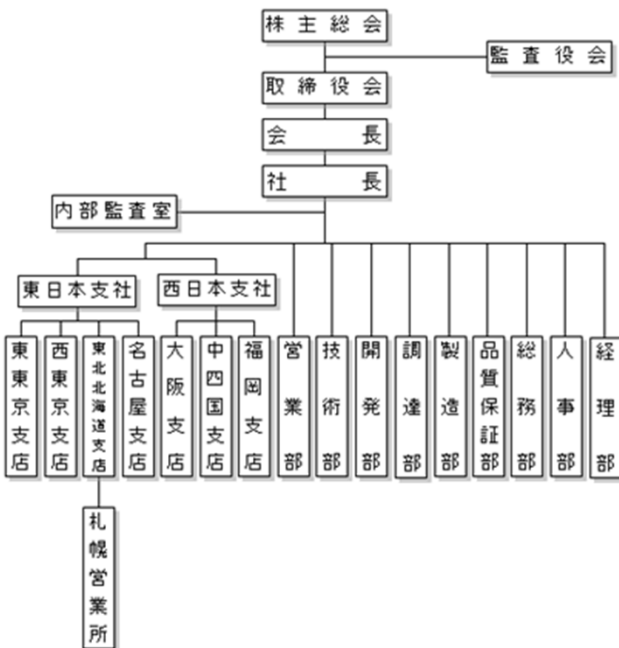 株主総会
監査役会
取締役会
会長
社長
内部監査室
東日本支社
西日本支社
東東京支店
西東京支店
東北北海道支店
名古屋支店
大阪支店
中四国支店
福岡支店
営業部
技術部
開発部
調達部
製造部
品質保証部
総務部
人事部
経理部
札幌営業所